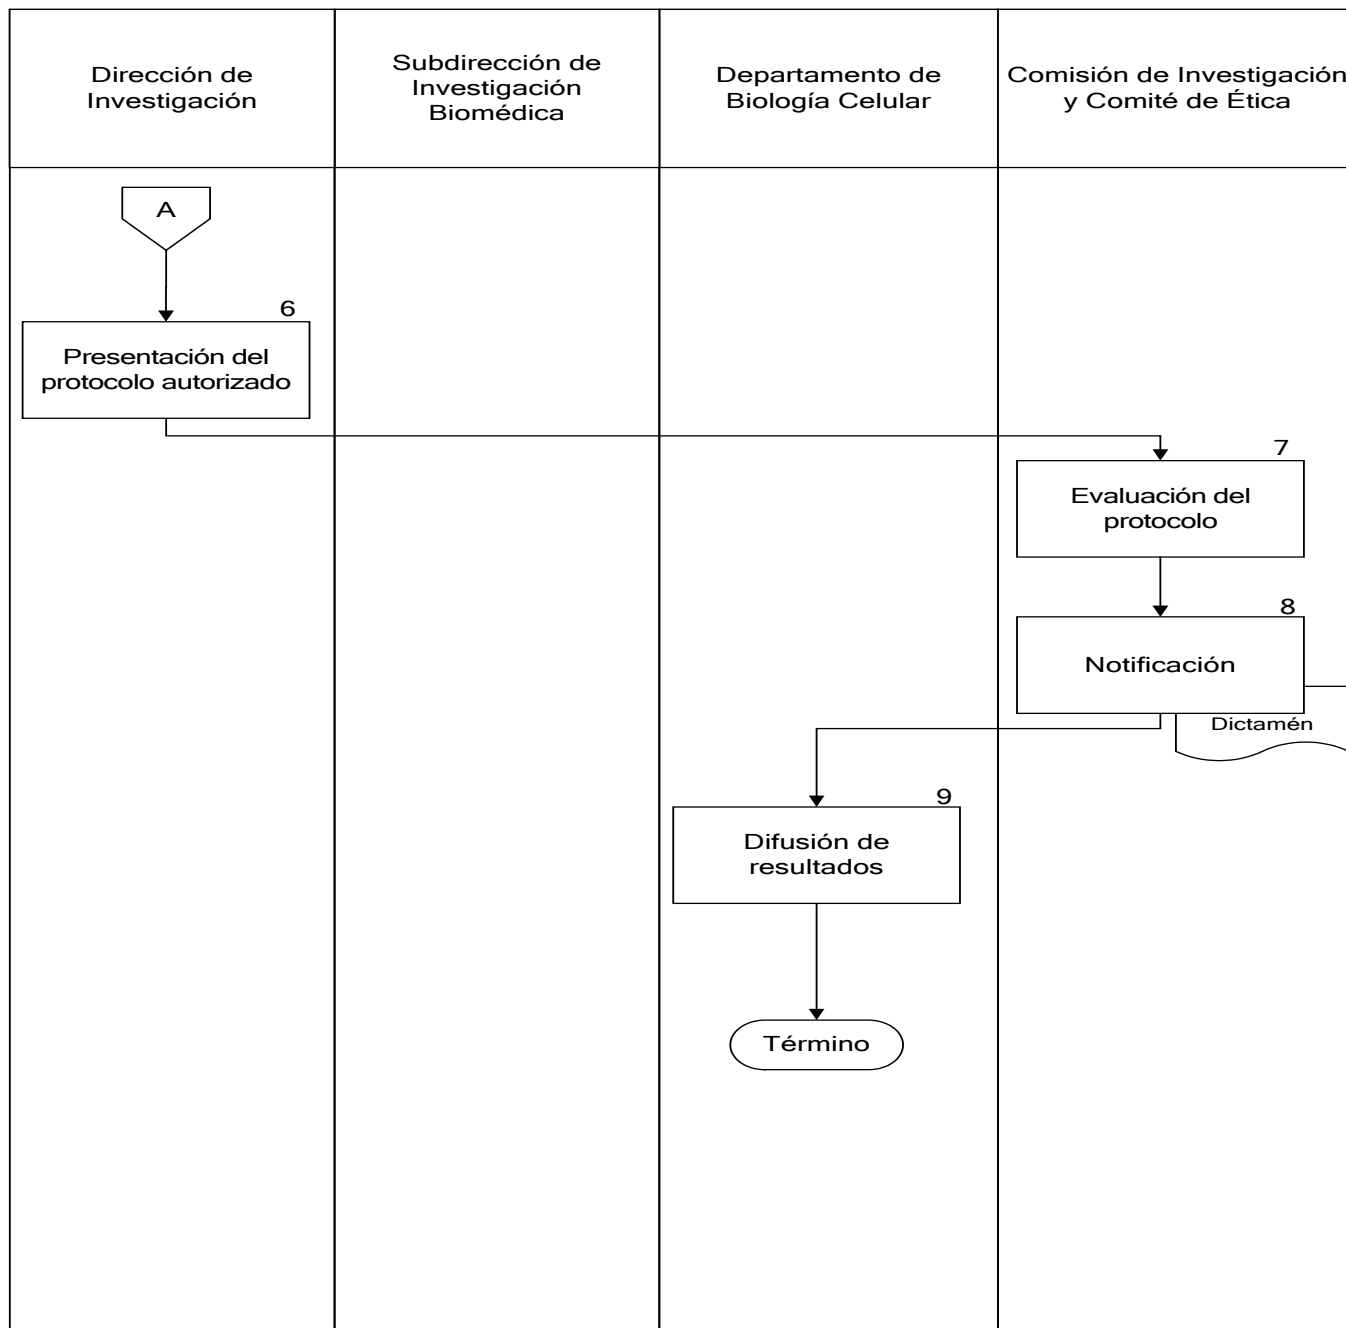 Dirección de
Investigación
Subdirección de
Investigación
Biomédica
Departamento de
Biología Celular
Comisión de Investigación
y Comité de Ética
A
6
Presentación del
protocolo autorizado
7
Evaluación del
protocolo
8
Notificación
Dictamén
9
Difusión de
resultados
Término